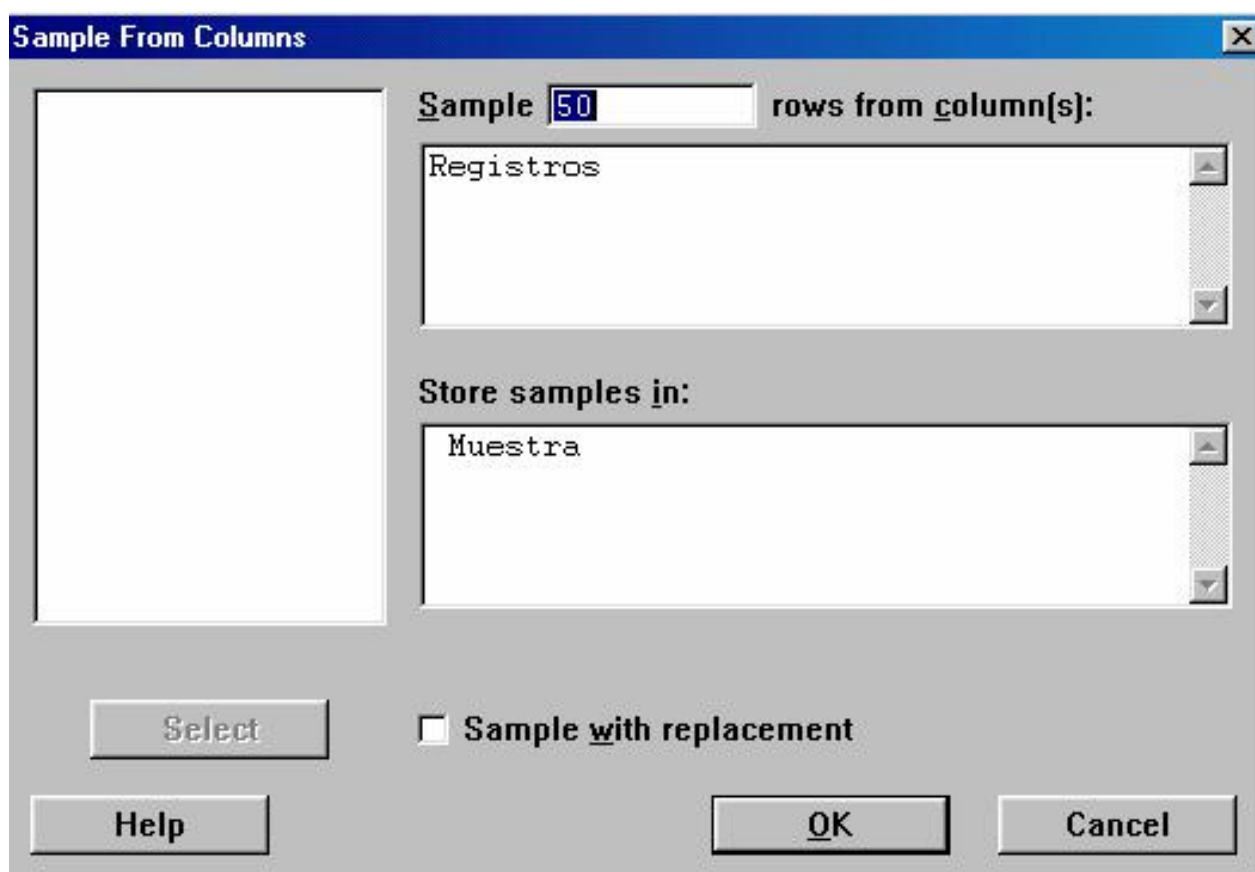 Sample From Columns
Sample 50 rows from column(s):
Registros
Store samples in:
Muestra
Select
Sample with replacement
Help
OK
Cancel